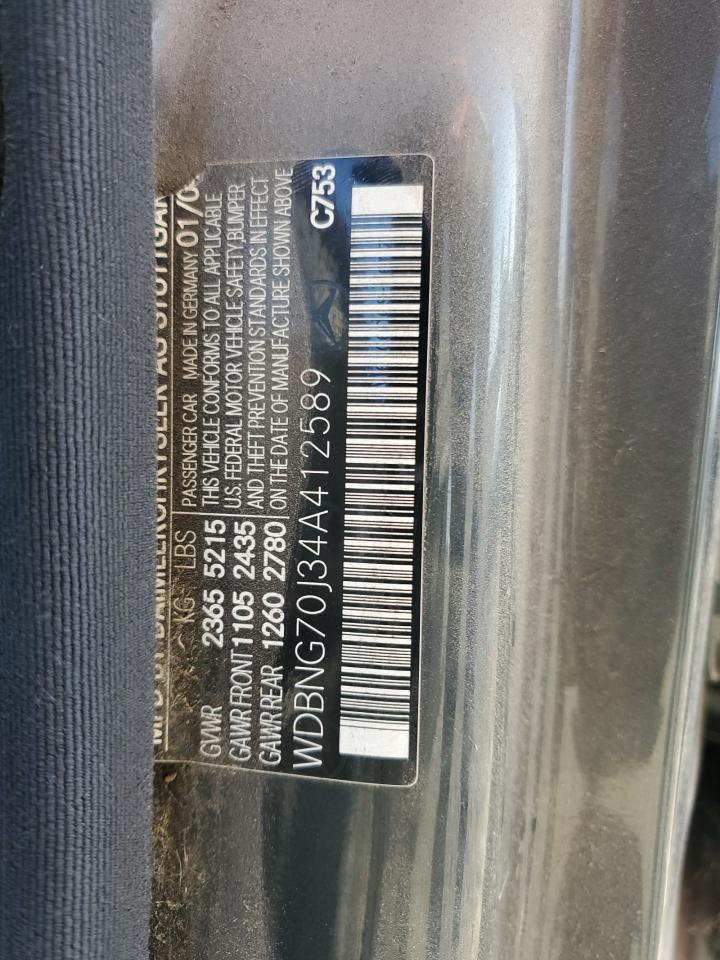 MFD BY DAIMLERCHRYSLER AG STUTTGAR
KG LBS
PASSENGER CAR MADE IN GERMANY 01/0
GVWR 2365 5215
GAWR FRONT 1105 2435
GAWR REAR 1260 2780
THIS VEHICLE CONFORMS TO ALL APPLICABLE
U.S. FEDERAL MOTOR VEHICLE SAFETY,BUMPER
AND THEFT PREVENTION STANDARDS IN EFFECT
ON THE DATE OF MANUFACTURE SHOWN ABOVE
WDBNG70J34A412589
C753